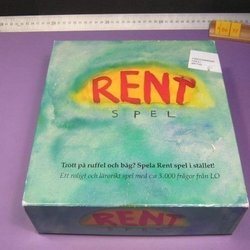 RENT
SPEL
Trött på ruffel och båg? Spela Rent spel i stället!
Ett roligt och lärorikt spel med c:a 3.000 frågor från LO
RENT